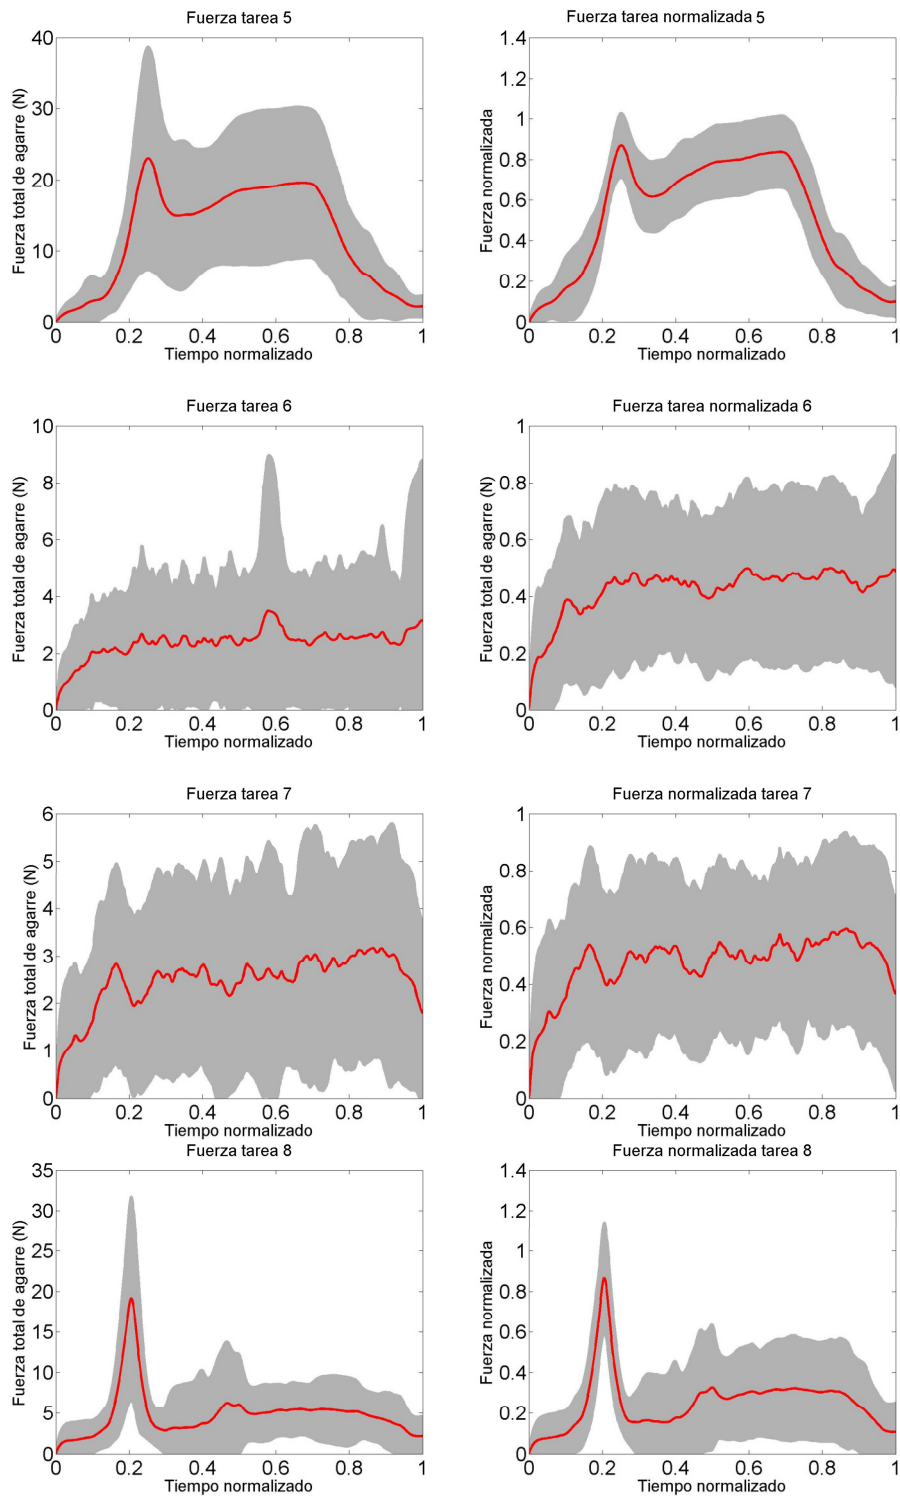 Fuerza tarea 5
Fuerza total de agarre (N)
40
30
20
10
0
0 0.2 0.4 0.6 0.8 1
Tiempo normalizado
Fuerza tarea normalizada 5
Fuerza normalizada
1.4
1.2
1
0.8
0.6
0.4
0.2
0
0 0.2 0.4 0.6 0.8 1
Tiempo normalizado
Fuerza tarea 6
Fuerza total de agarre (N)
10
8
6
4
2
0
0 0.2 0.4 0.6 0.8 1
Tiempo normalizado
Fuerza tarea normalizada 6
Fuerza total de agarre (N)
1
0.8
0.6
0.4
0.2
0
0 0.2 0.4 0.6 0.8 1
Tiempo normalizado
Fuerza tarea 7
Fuerza total de agarre (N)
6
5
4
3
2
1
0
0 0.2 0.4 0.6 0.8 1
Tiempo normalizado
Fuerza normalizada tarea 7
Fuerza normalizada
1
0.8
0.6
0.4
0.2
0
0 0.2 0.4 0.6 0.8 1
Tiempo normalizado
Fuerza tarea 8
Fuerza total de agarre (N)
35
30
25
20
15
10
5
0
0 0.2 0.4 0.6 0.8 1
Tiempo normalizado
Fuerza normalizada tarea 8
Fuerza normalizada
1.4
1.2
1
0.8
0.6
0.4
0.2
0
0 0.2 0.4 0.6 0.8 1
Tiempo normalizado